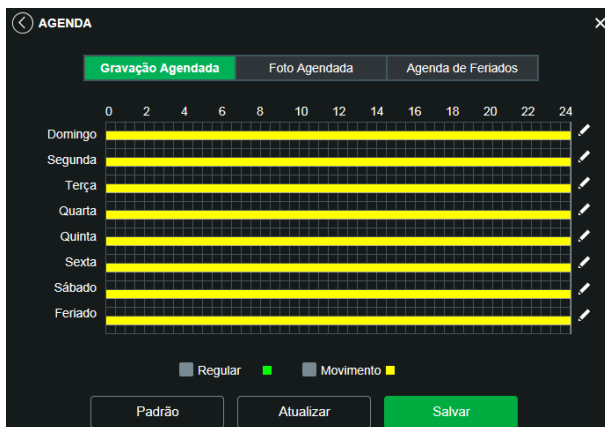 AGENDA
Gravação Agendada Foto Agendada Agenda de Feriados
0 2 4 6 8 10 12 14 16 18 20 22 24
Domingo
Segunda
Terça
Quarta
Quinta
Sexta
Sábado
Feriado
Regular Movimento
Padrão Atualizar Salvar